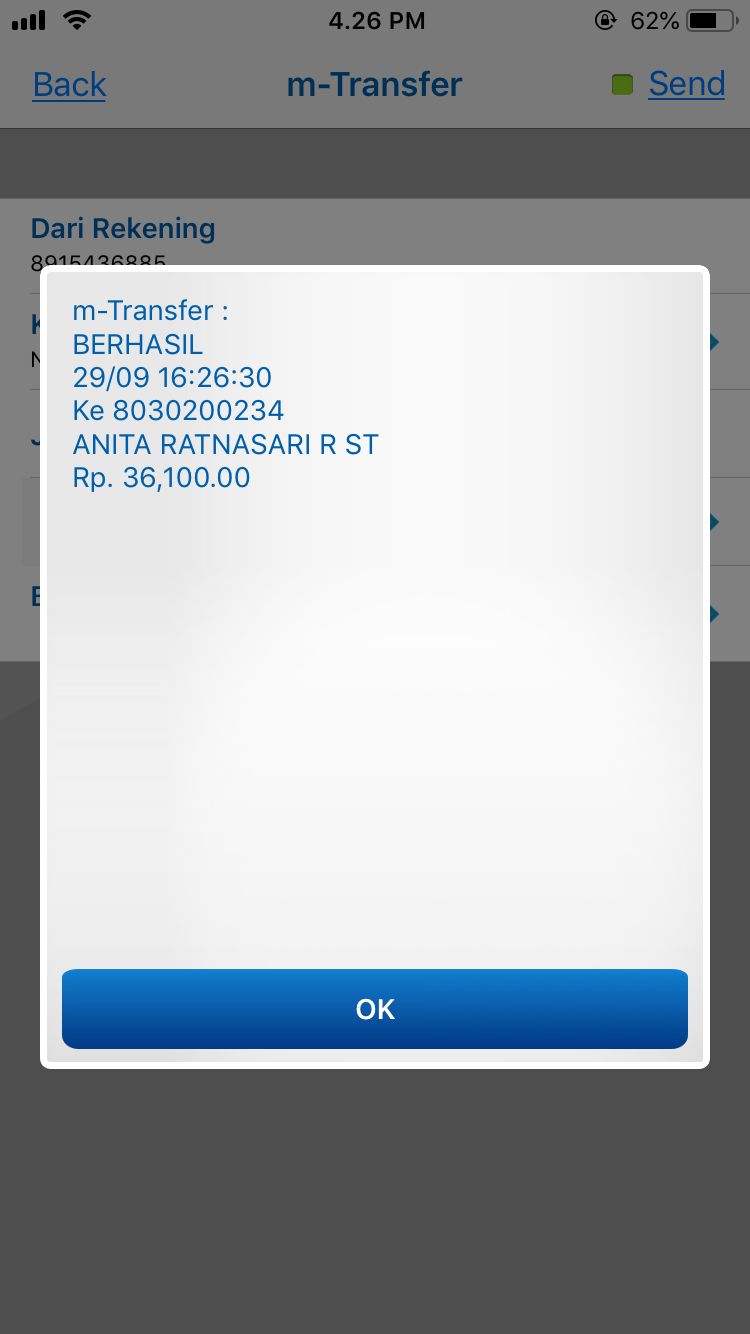 4.26 PM
62%
Back
m-Transfer
Send
Dari Rekening
8915436885
m-Transfer :
BERHASIL
29/09 16:26:30
Ke 8030200234
ANITA RATNASARI R ST
Rp. 36,100.00
OK